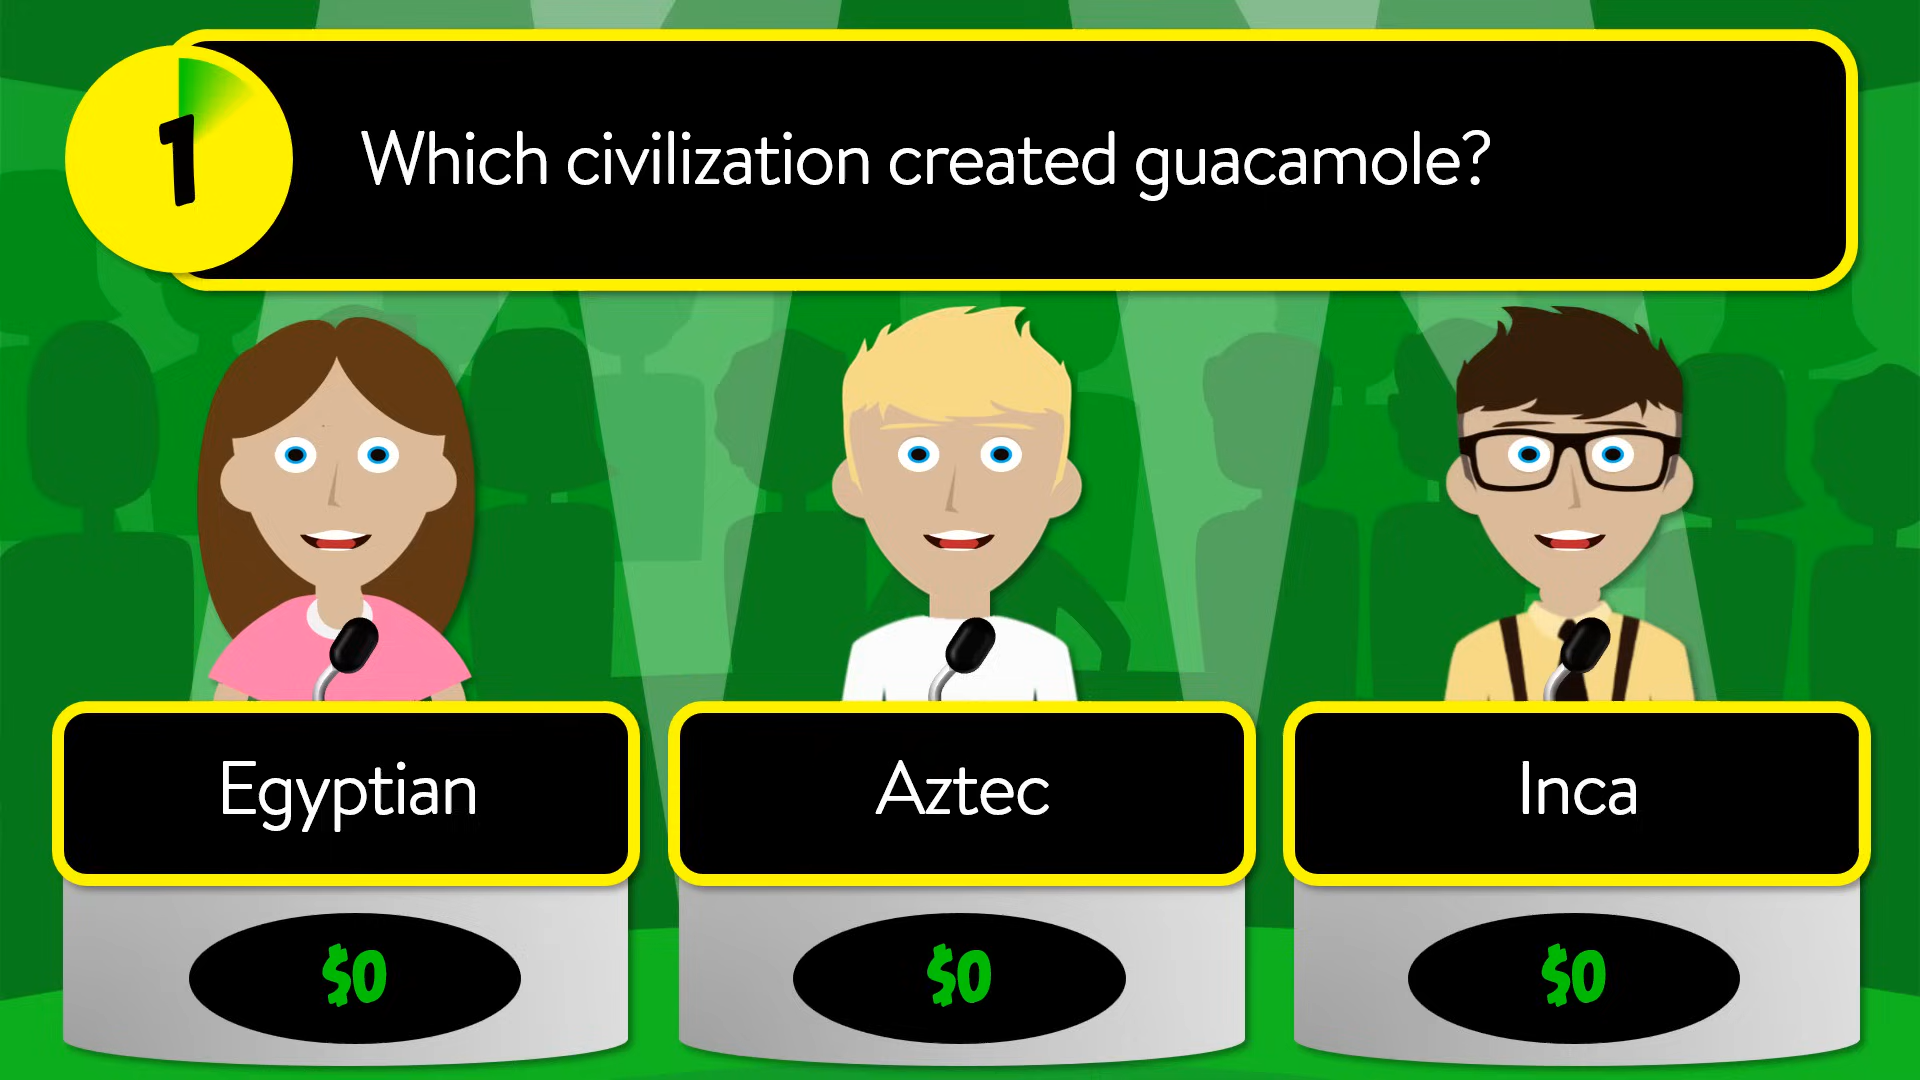 1
Which civilization created guacamole?
Egyptian
Aztec
Inca
$0
$0
$0